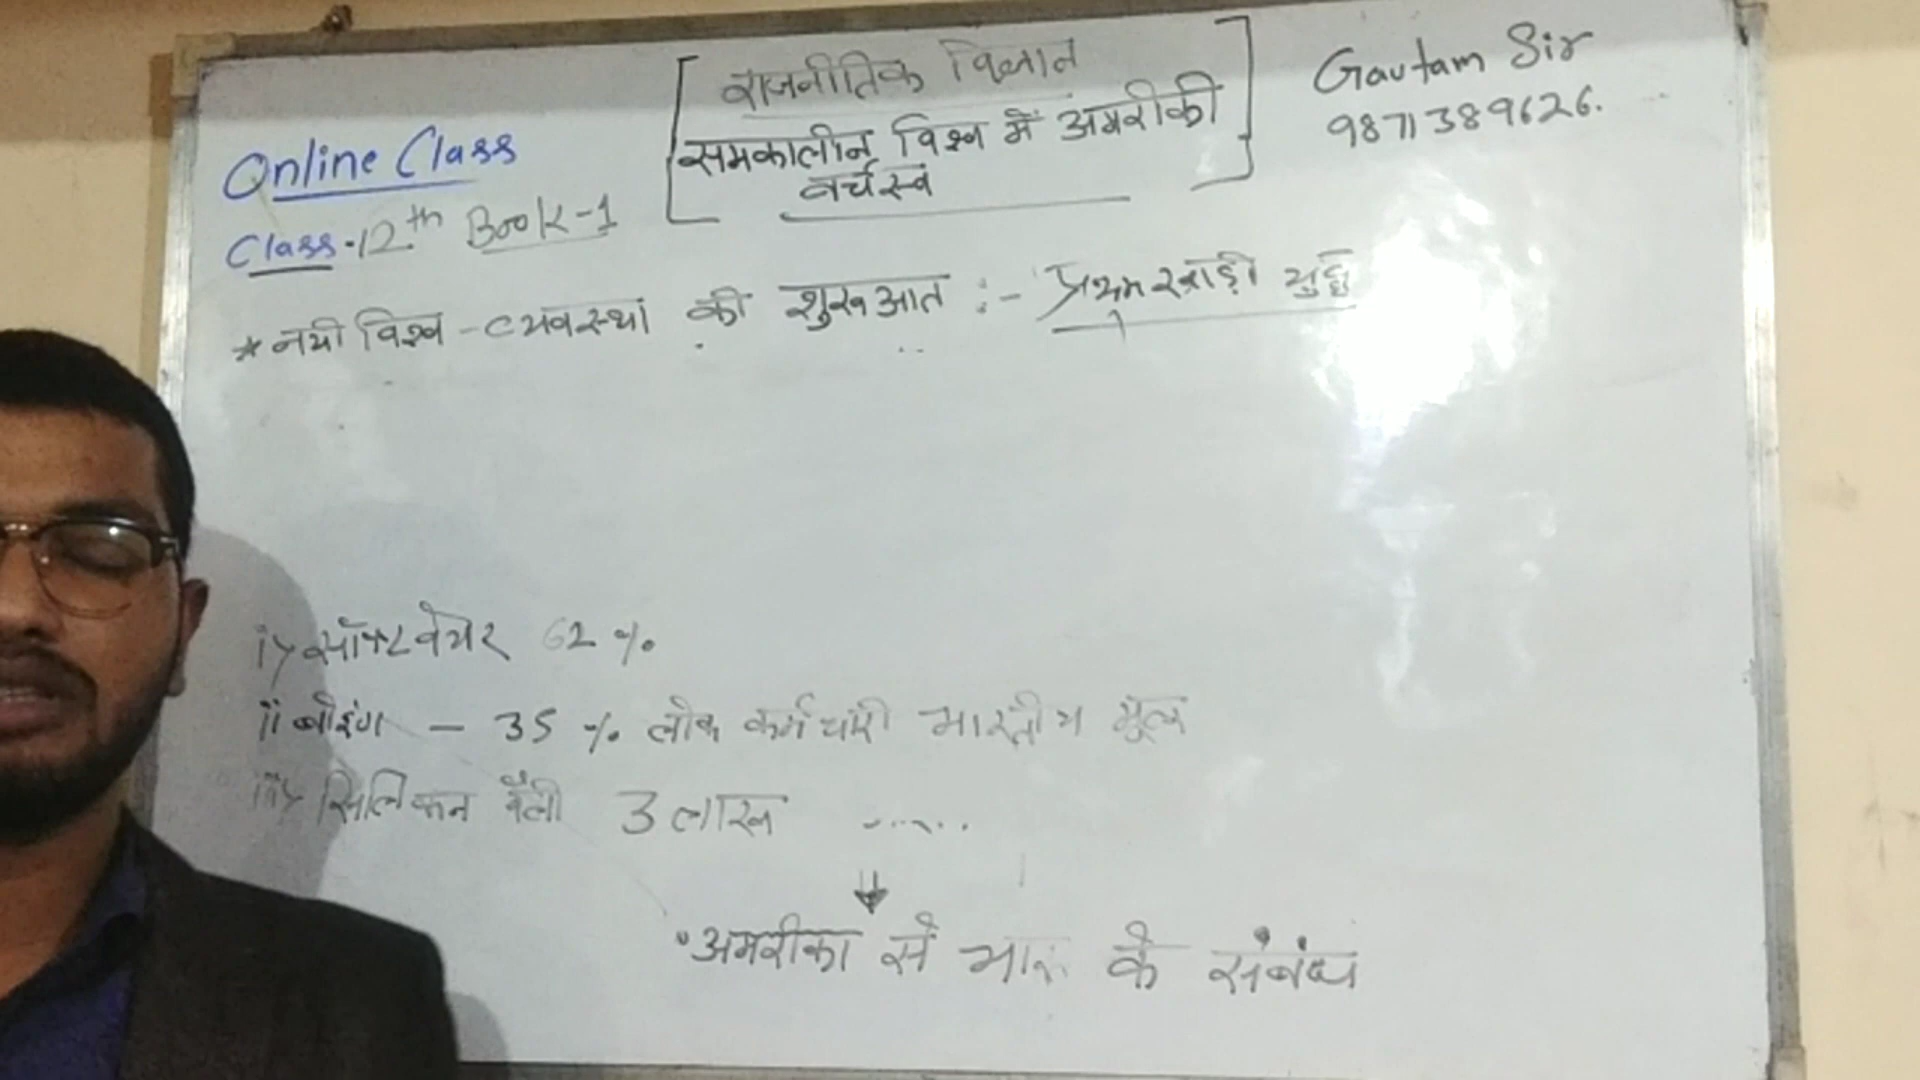 राजनीतिक विज्ञान
समकालीन विश्व में अमरीकी
वर्चस्व
Gautam Sir
9871389626.
Online Class
Class-12th Book-1
* नयी विश्व-व्यवस्था की शुरूआत :- प्रथम खाड़ी युद्ध
i> सॉफ्टवेयर 62 %
ii बोइंग - 35 % लोक कर्मचारी भारतीय मूल
iii> सिलिकन वैली 3 लाख .....
↓
• अमरीका से भार के संबंध